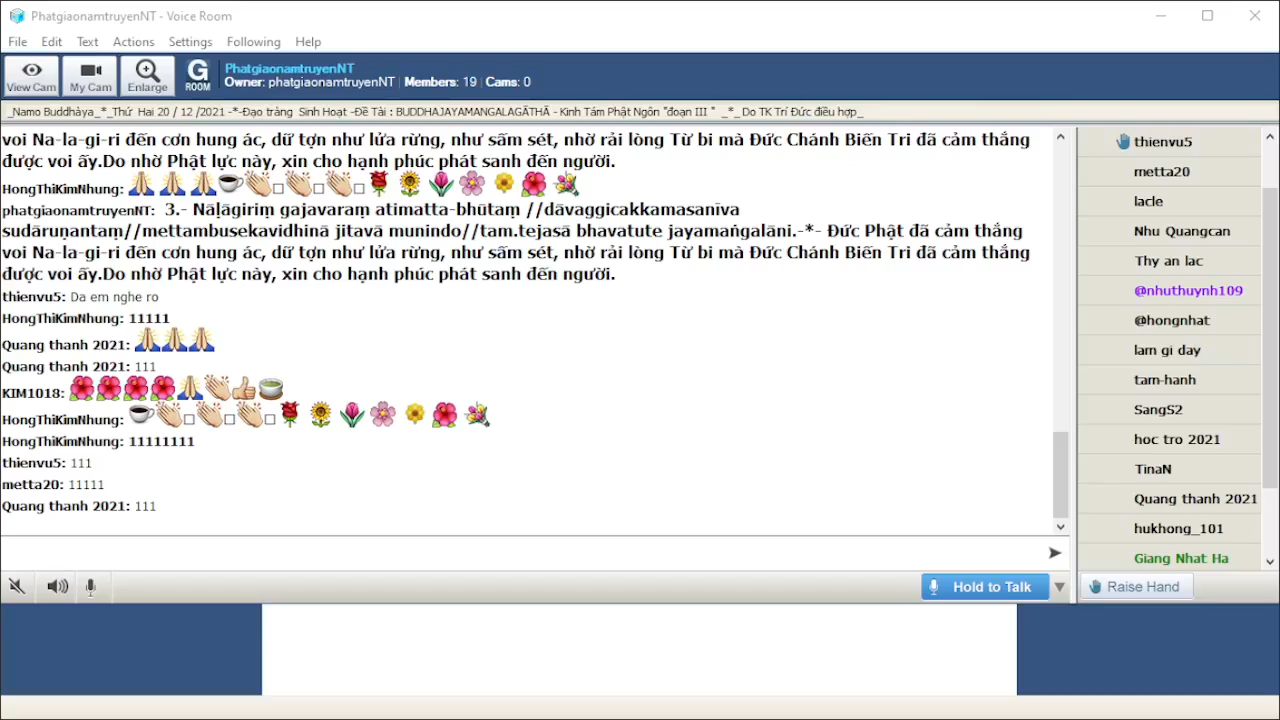 PhatgiaonamtruyenNT - Voice Room
File Edit Text Actions Settings Following Help
View Cam My Cam Enlarge G ROOM
PhatgiaonamtruyenNT
Owner: phatgiaonamtruyenNT | Members: 19 | Cams: 0
_Namo Buddhàya_*_Thứ Hai 20 / 12 /2021 -*-Đạo tràng Sinh Hoạt -Đề Tài : BUDDHAJAYAMANGALAGĀTHĀ - Kinh Tám Phật Ngôn "đoạn III " _*_ Do TK Trí Đức điều hợp_
voi Na-la-gi-ri đến cơn hung ác, dữ tợn như lửa rừng, như sấm sét, nhờ rải lòng Từ bi mà Đức Chánh Biến Tri đã cảm thắng
được voi ấy.Do nhờ Phật lực này, xin cho hạnh phúc phát sanh đến người.
HongThiKimNhung: 🙏🙏🙏☕👏□👏□👏□🌹🌻🌷🌸🌼🌺💐
phatgiaonamtruyenNT: 3.- Nāḷāgiriṃ gajavaraṃ atimatta-bhūtaṃ //dāvaggicakkamasanīva
sudāruṇantaṃ//mettambusekavidhinā jitavā munindo//taṃ.tejasā bhavatute jayamaṅgalāni.-*- Đức Phật đã cảm thắng
voi Na-la-gi-ri đến cơn hung ác, dữ tợn như lửa rừng, như sấm sét, nhờ rải lòng Từ bi mà Đức Chánh Biến Tri đã cảm thắng
được voi ấy.Do nhờ Phật lực này, xin cho hạnh phúc phát sanh đến người.
thienvu5: Da em nghe ro
HongThiKimNhung: 11111
Quang thanh 2021: 🙏🙏🙏
Quang thanh 2021: 111
KIM1018: 🌺🌺🌺🌺🙏👏👍🍵
HongThiKimNhung: ☕👏□👏□👏□🌹🌻🌷🌸🌼🌺💐
HongThiKimNhung: 11111111
thienvu5: 111
metta20: 11111
Quang thanh 2021: 111
Hold to Talk
thienvu5
metta20
lacle
Nhu Quangcan
Thy an lac
@nhuthuynh109
@hongnhat
lam gi day
tam-hanh
SangS2
hoc tro 2021
TinaN
Quang thanh 2021
hukhong_101
Giang Nhat Ha
Raise Hand